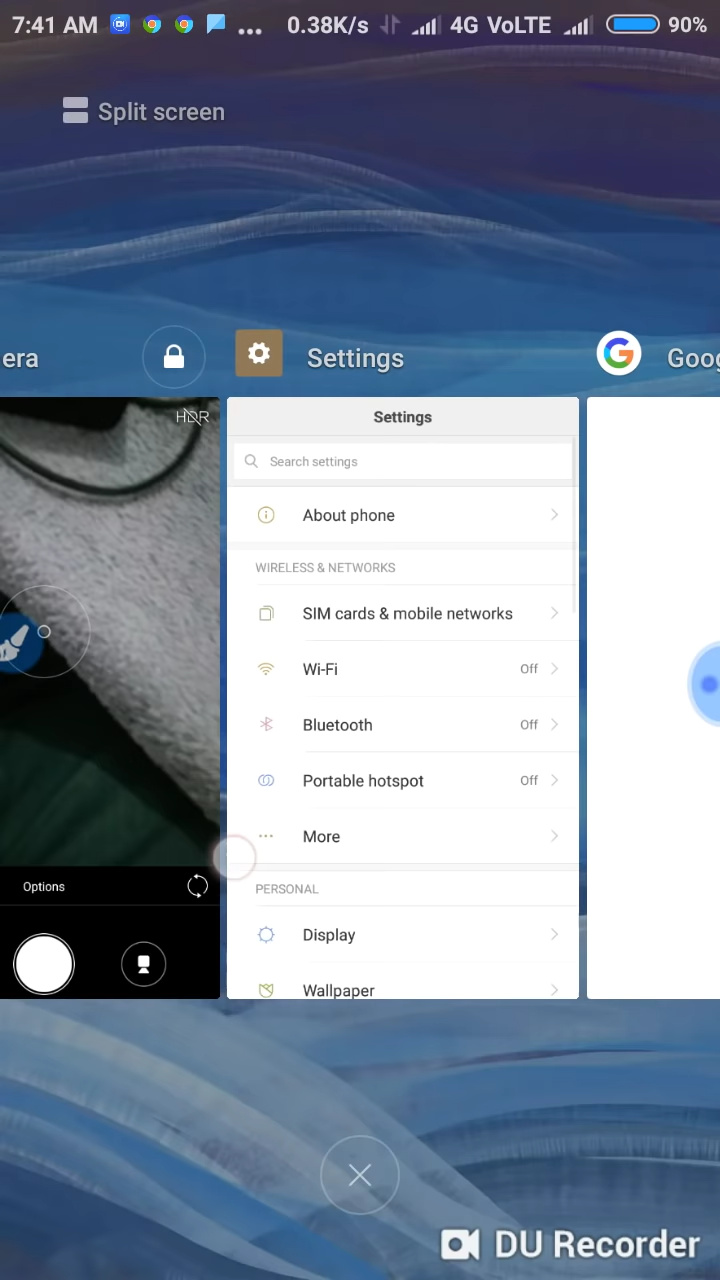 7:41 AM ... 0.38K/s 4G VoLTE 90%
Split screen
era Settings Goog
HDR
Settings
Search settings
About phone
WIRELESS & NETWORKS
SIM cards & mobile networks
Wi-Fi Off
Bluetooth Off
Portable hotspot Off
More
Options
PERSONAL
Display
Wallpaper
DU Recorder